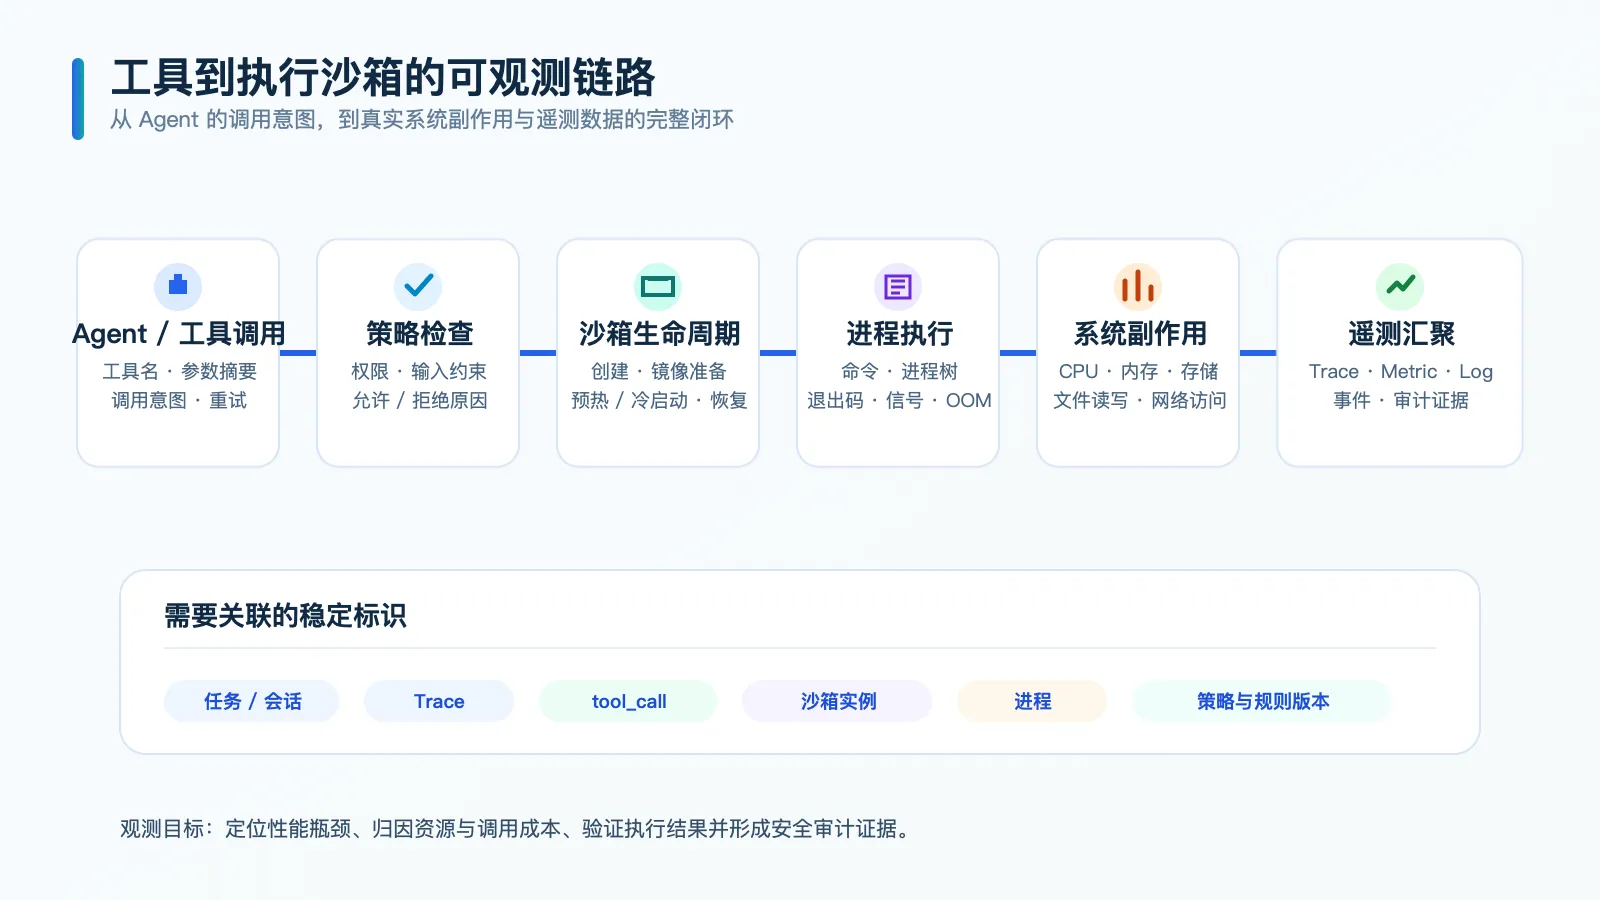 工具到执行沙箱的可观测链路
从 Agent 的调用意图，到真实系统副作用与遥测数据的完整闭环
Agent / 工具调用
工具名 · 参数摘要
调用意图 · 重试
策略检查
权限 · 输入约束
允许 / 拒绝原因
沙箱生命周期
创建 · 镜像准备
预热 / 冷启动 · 恢复
进程执行
命令 · 进程树
退出码 · 信号 · OOM
系统副作用
CPU · 内存 · 存储
文件读写 · 网络访问
遥测汇聚
Trace · Metric · Log
事件 · 审计证据
需要关联的稳定标识
任务 / 会话
Trace
tool_call
沙箱实例
进程
策略与规则版本
观测目标：定位性能瓶颈、归因资源与调用成本、验证执行结果并形成安全审计证据。